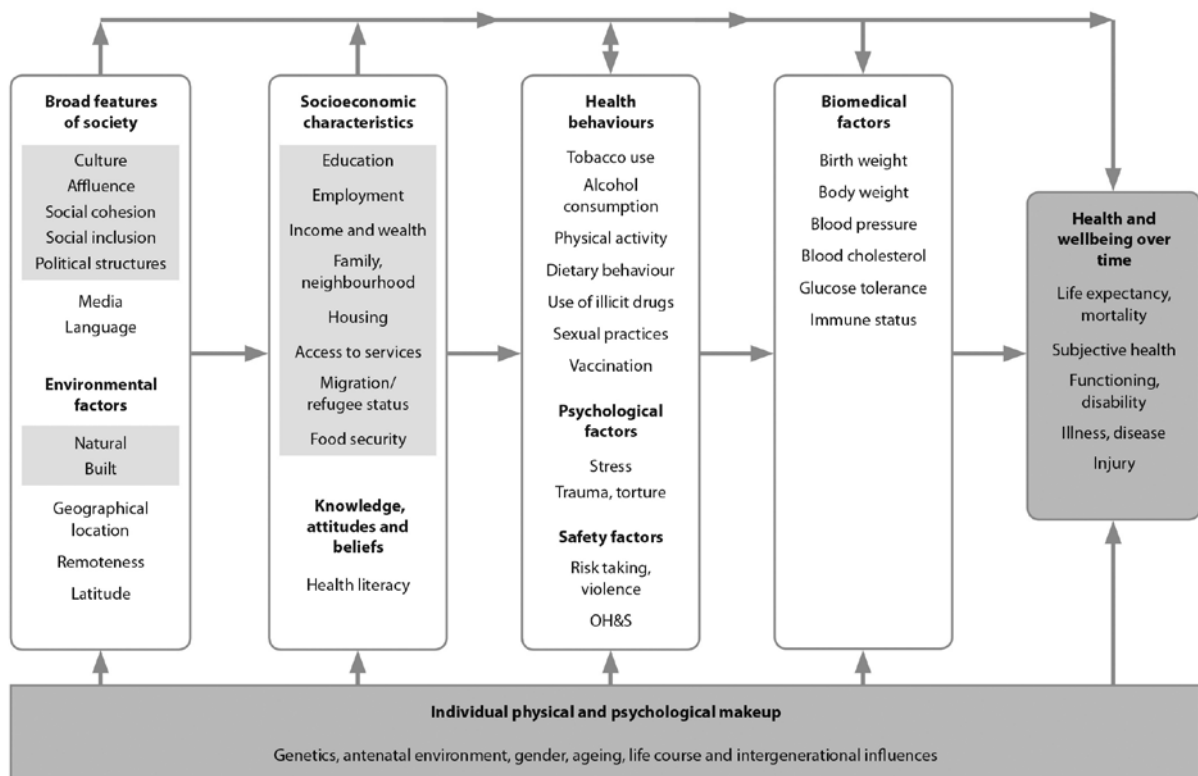 Broad features
of society
Culture
Affluence
Social cohesion
Social inclusion
Political structures
Media
Language
Environmental
factors
Natural
Built
Geographical
location
Remoteness
Latitude
Socioeconomic
characteristics
Education
Employment
Income and wealth
Family,
neighbourhood
Housing
Access to services
Migration/
refugee status
Food security
Knowledge,
attitudes and
beliefs
Health literacy
Health
behaviours
Tobacco use
Alcohol
consumption
Physical activity
Dietary behaviour
Use of illicit drugs
Sexual practices
Vaccination
Psychological
factors
Stress
Trauma, torture
Safety factors
Risk taking,
violence
OH&S
Biomedical
factors
Birth weight
Body weight
Blood pressure
Blood cholesterol
Glucose tolerance
Immune status
Health and
wellbeing over
time
Life expectancy,
mortality
Subjective health
Functioning,
disability
Illness, disease
Injury
Individual physical and psychological makeup
Genetics, antenatal environment, gender, ageing, life course and intergenerational influences